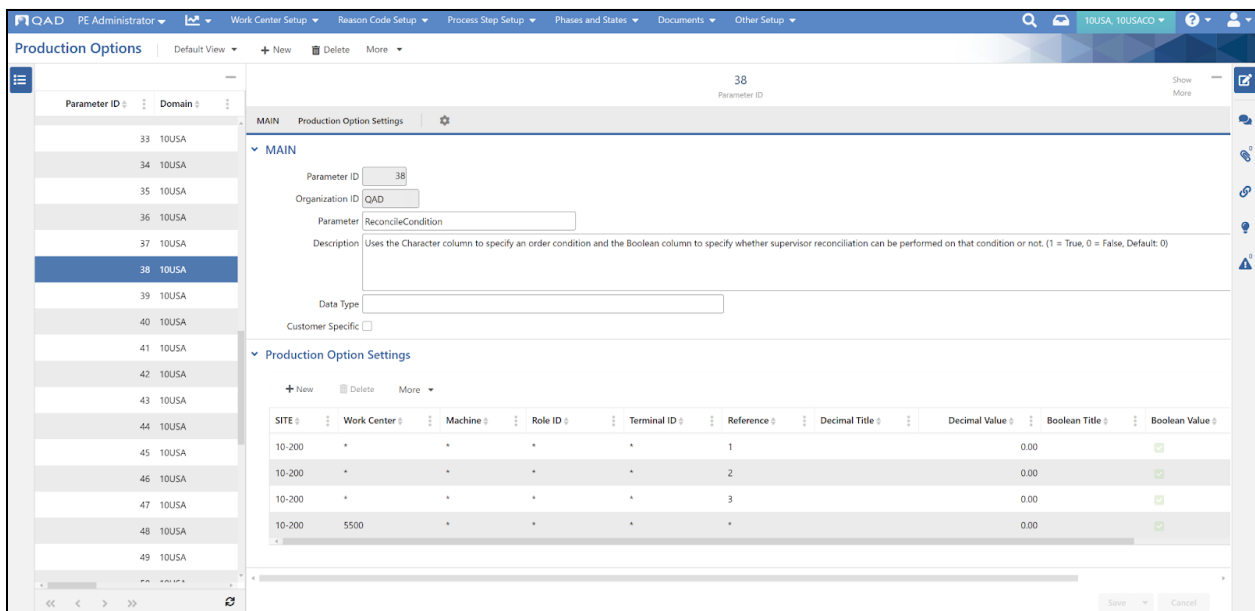 QAD PE Administrator Work Center Setup Reason Code Setup Process Step Setup Phases and States Documents Other Setup 10USA, 10USACO
Production Options Default View + New Delete More
38 Show
Parameter ID More
Parameter ID Domain
MAIN Production Option Settings
33 10USA
34 10USA
35 10USA
36 10USA
37 10USA
38 10USA
39 10USA
40 10USA
41 10USA
42 10USA
43 10USA
44 10USA
45 10USA
46 10USA
47 10USA
48 10USA
49 10USA
MAIN
Parameter ID 38
Organization ID QAD
Parameter ReconcileCondition
Description Uses the Character column to specify an order condition and the Boolean column to specify whether supervisor reconciliation can be performed on that condition or not. (1 = True, 0 = False, Default: 0)
Data Type
Customer Specific
Production Option Settings
+ New Delete More
SITE Work Center Machine Role ID Terminal ID Reference Decimal Title Decimal Value Boolean Title Boolean Value
10-200 * * * * 1 0.00
10-200 * * * * 2 0.00
10-200 * * * * 3 0.00
10-200 5500 * * * * 0.00
Save Cancel